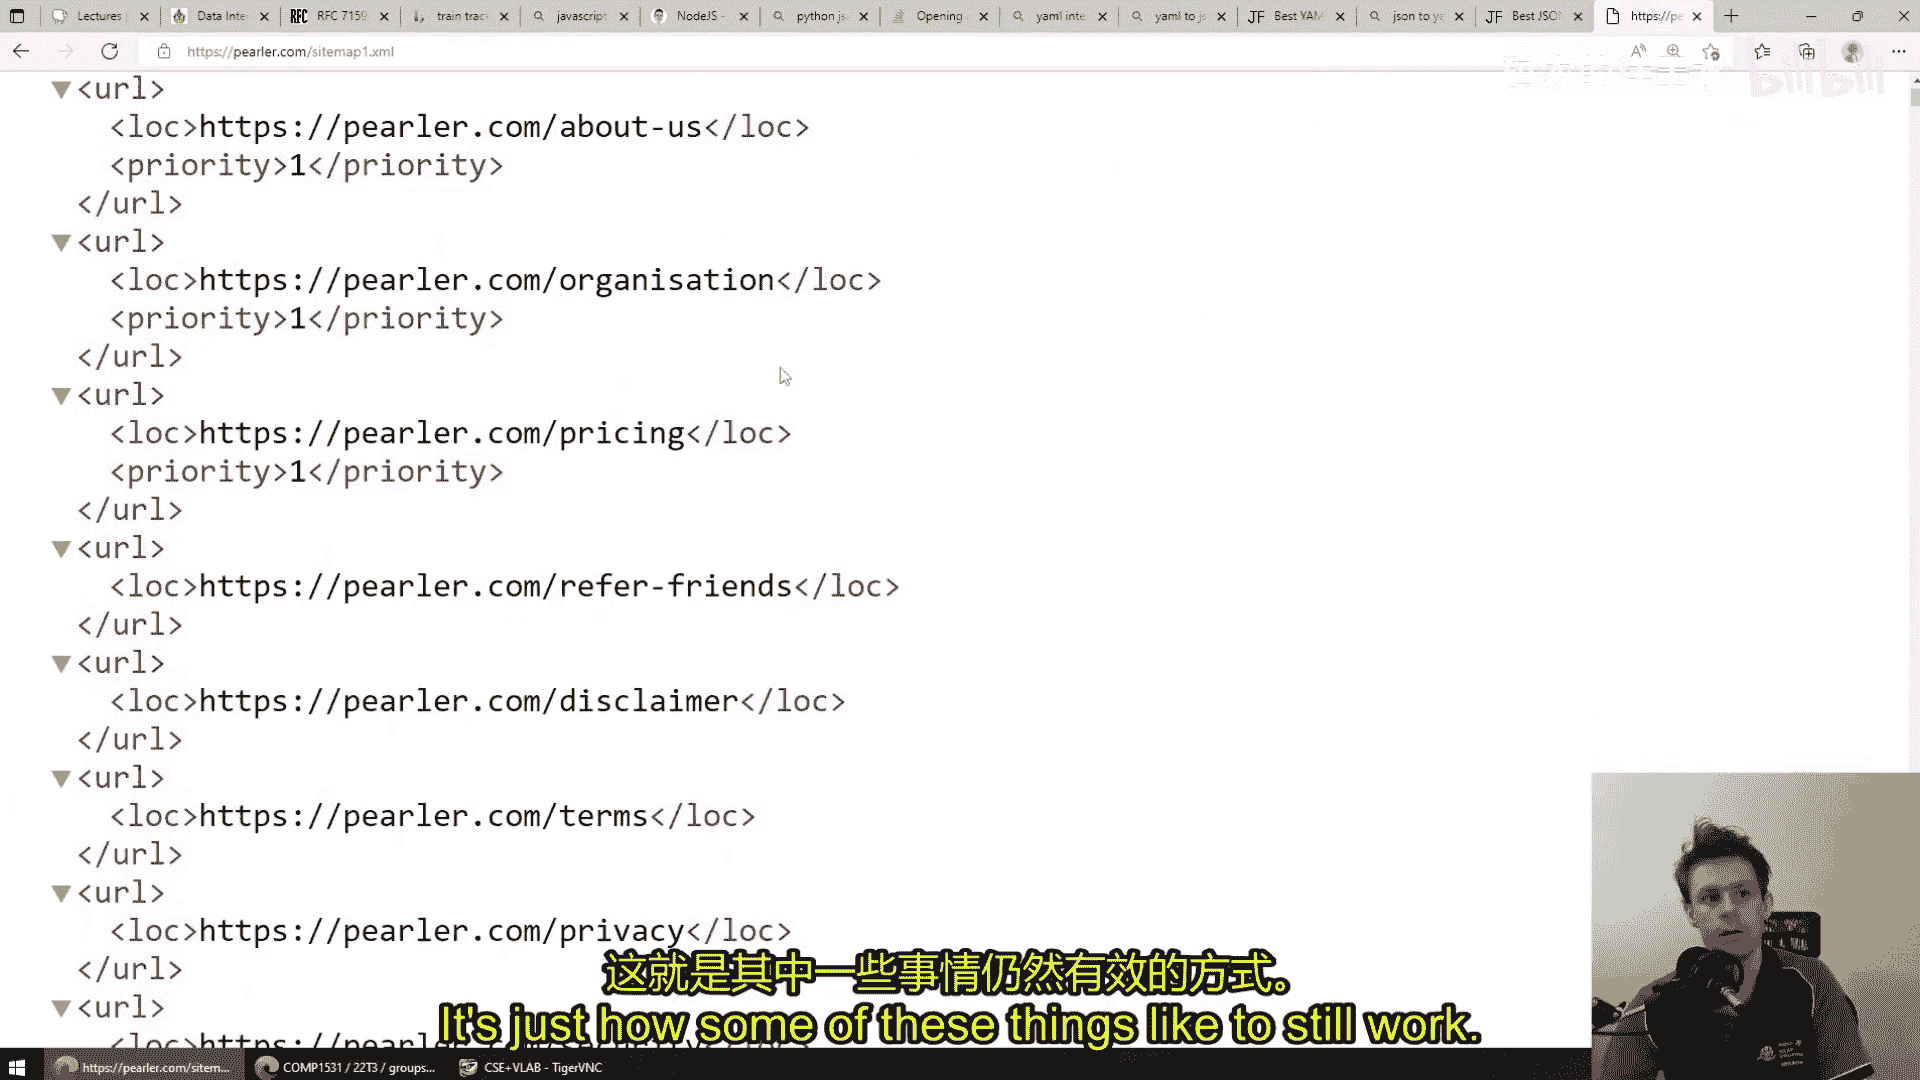 Lectures
Data Inte
RFC RFC 7159
train trac
javascript
NodeJS -
python js
Opening
yaml inte
yaml to js
JF Best YAM
json to ya
JF Best JSO
https://pe
https://pearler.com/sitemap1.xml
<url>
<loc>https://pearler.com/about-us</loc>
<priority>1</priority>
</url>
<url>
<loc>https://pearler.com/organisation</loc>
<priority>1</priority>
</url>
<url>
<loc>https://pearler.com/pricing</loc>
<priority>1</priority>
</url>
<url>
<loc>https://pearler.com/refer-friends</loc>
</url>
<url>
<loc>https://pearler.com/disclaimer</loc>
</url>
<url>
<loc>https://pearler.com/terms</loc>
</url>
<url>
<loc>https://pearler.com/privacy</loc>
</url>
<url>
这就是其中一些事情仍然有效的方式。
It's just how some of these things like to still work.
https://pearler.com/sitem...
COMP1531 / 22T3 / groups...
CSE+VLAB - TigerVNC